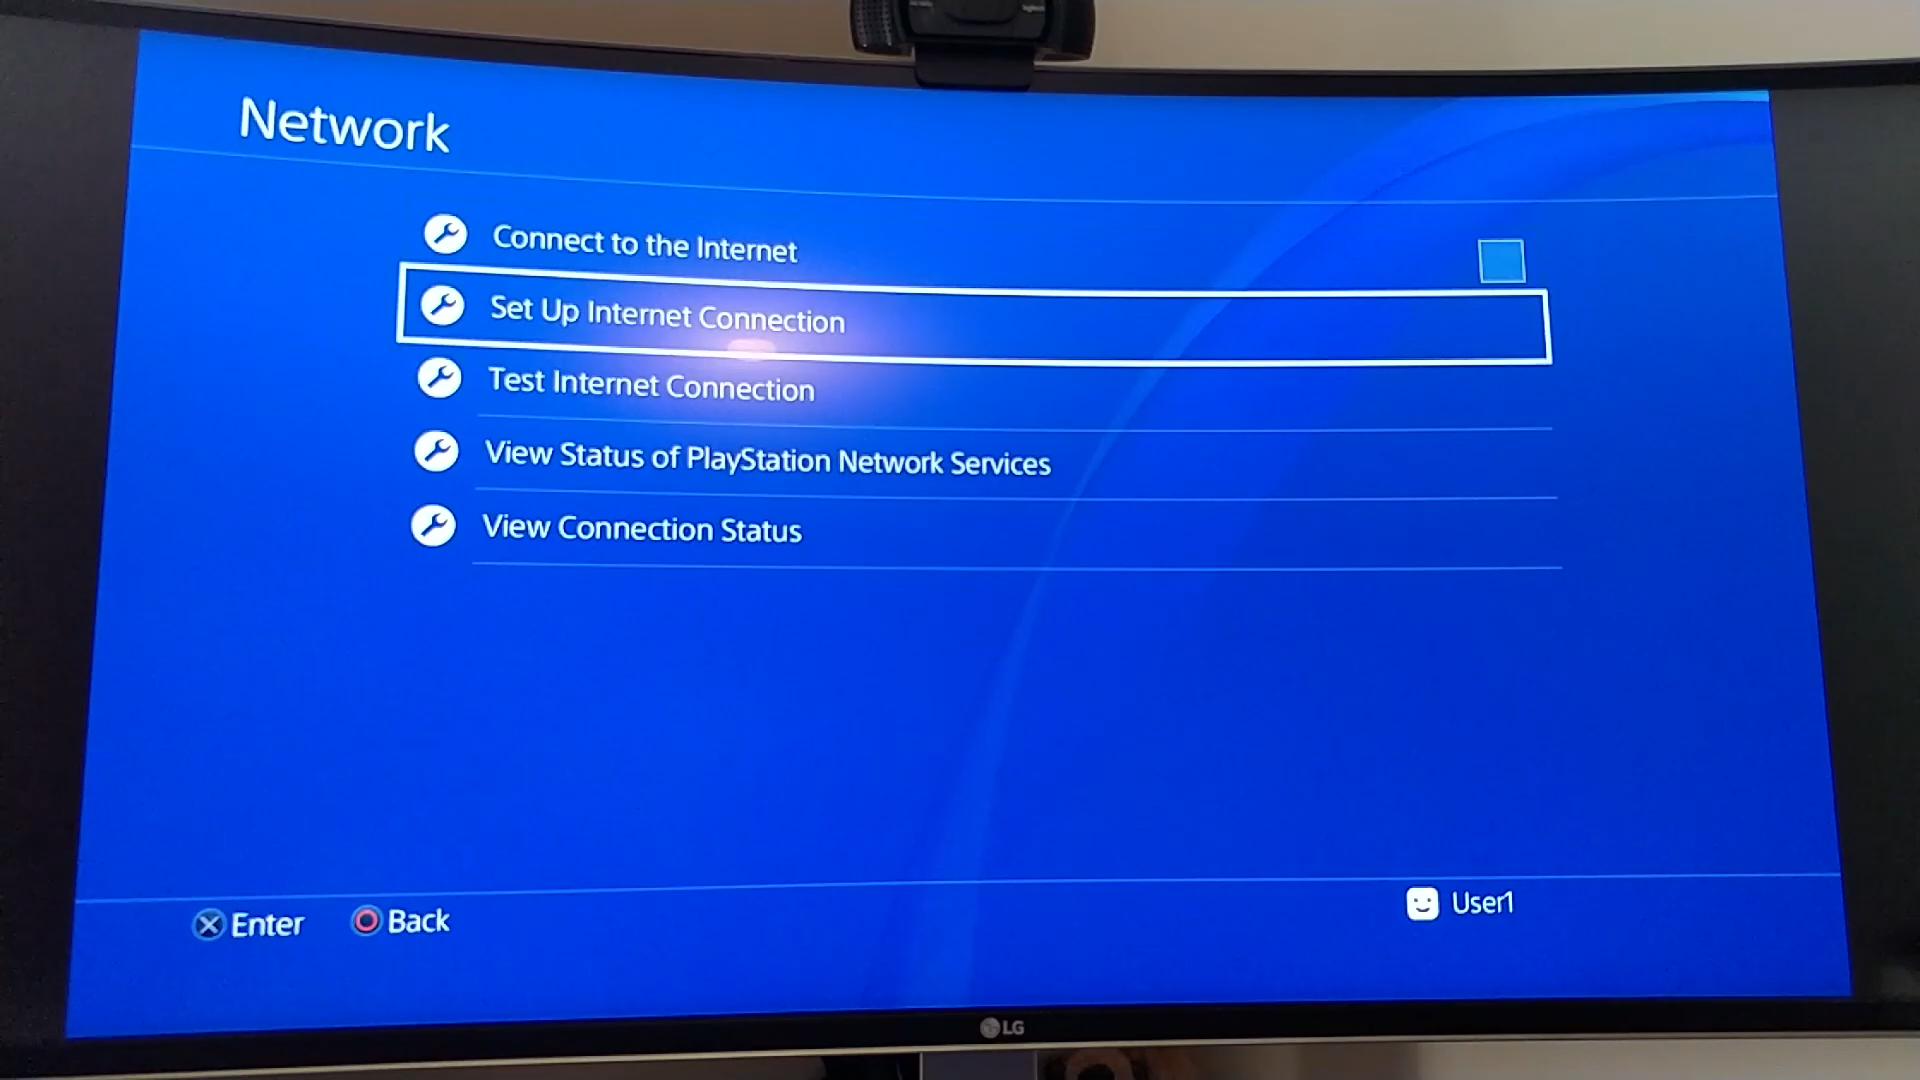 Network
Connect to the Internet
Set Up Internet Connection
Test Internet Connection
View Status of PlayStation Network Services
View Connection Status
Enter
Back
User1
LG